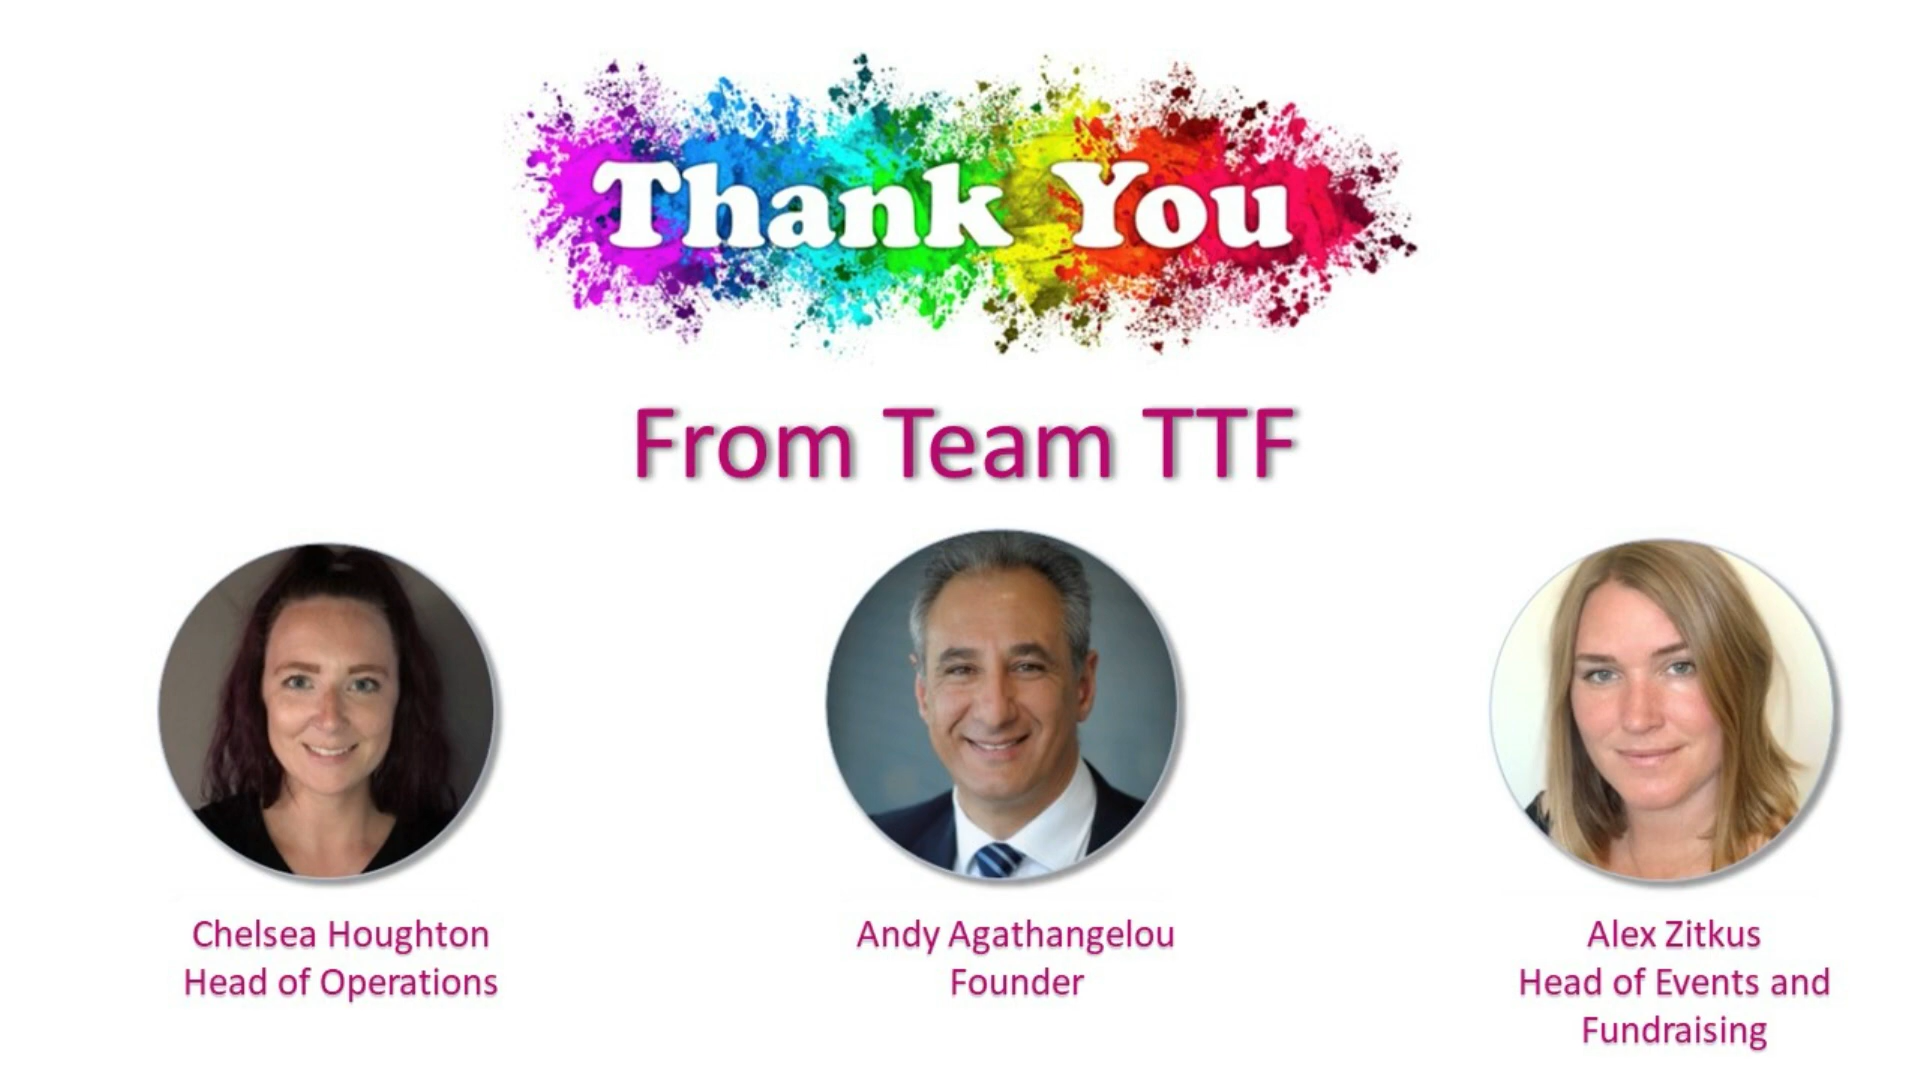 Thank You
From Team TTF
Chelsea Houghton
Head of Operations
Andy Agathangelou
Founder
Alex Zitkus
Head of Events and
Fundraising